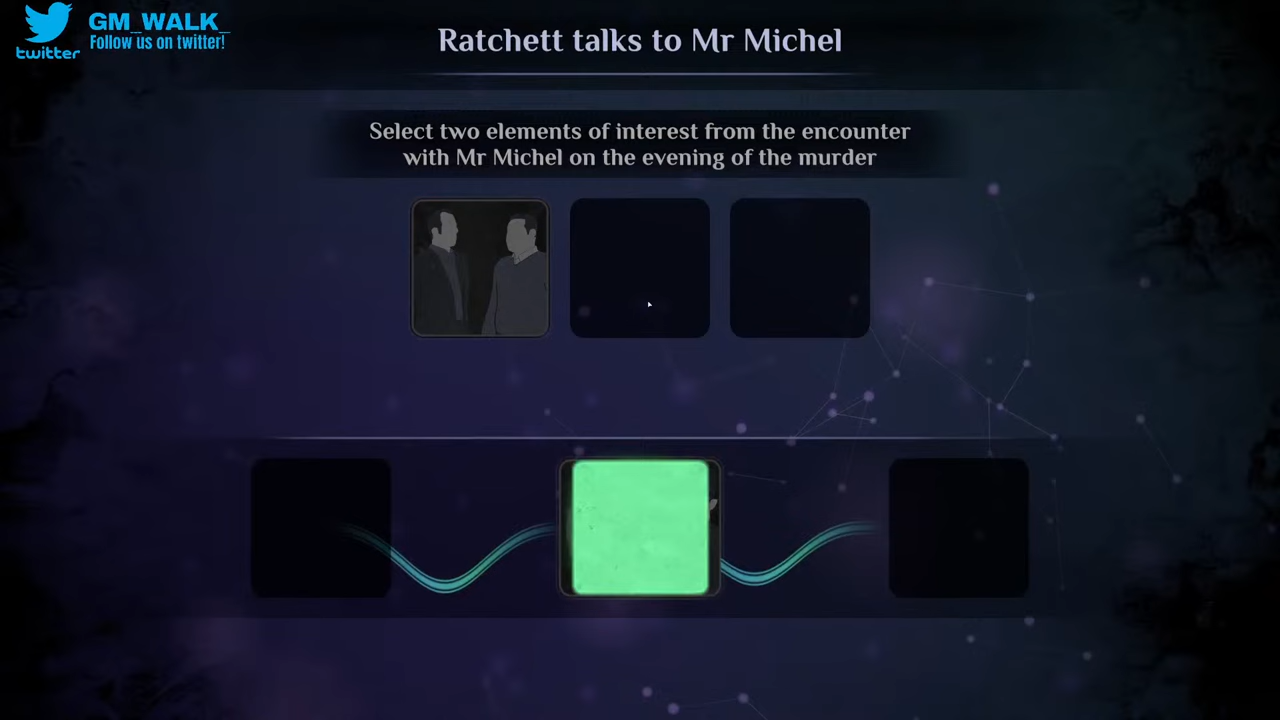 GM_WALK_
Follow us on twitter!
twitter
Ratchett talks to Mr Michel
Select two elements of interest from the encounter
with Mr Michel on the evening of the murder